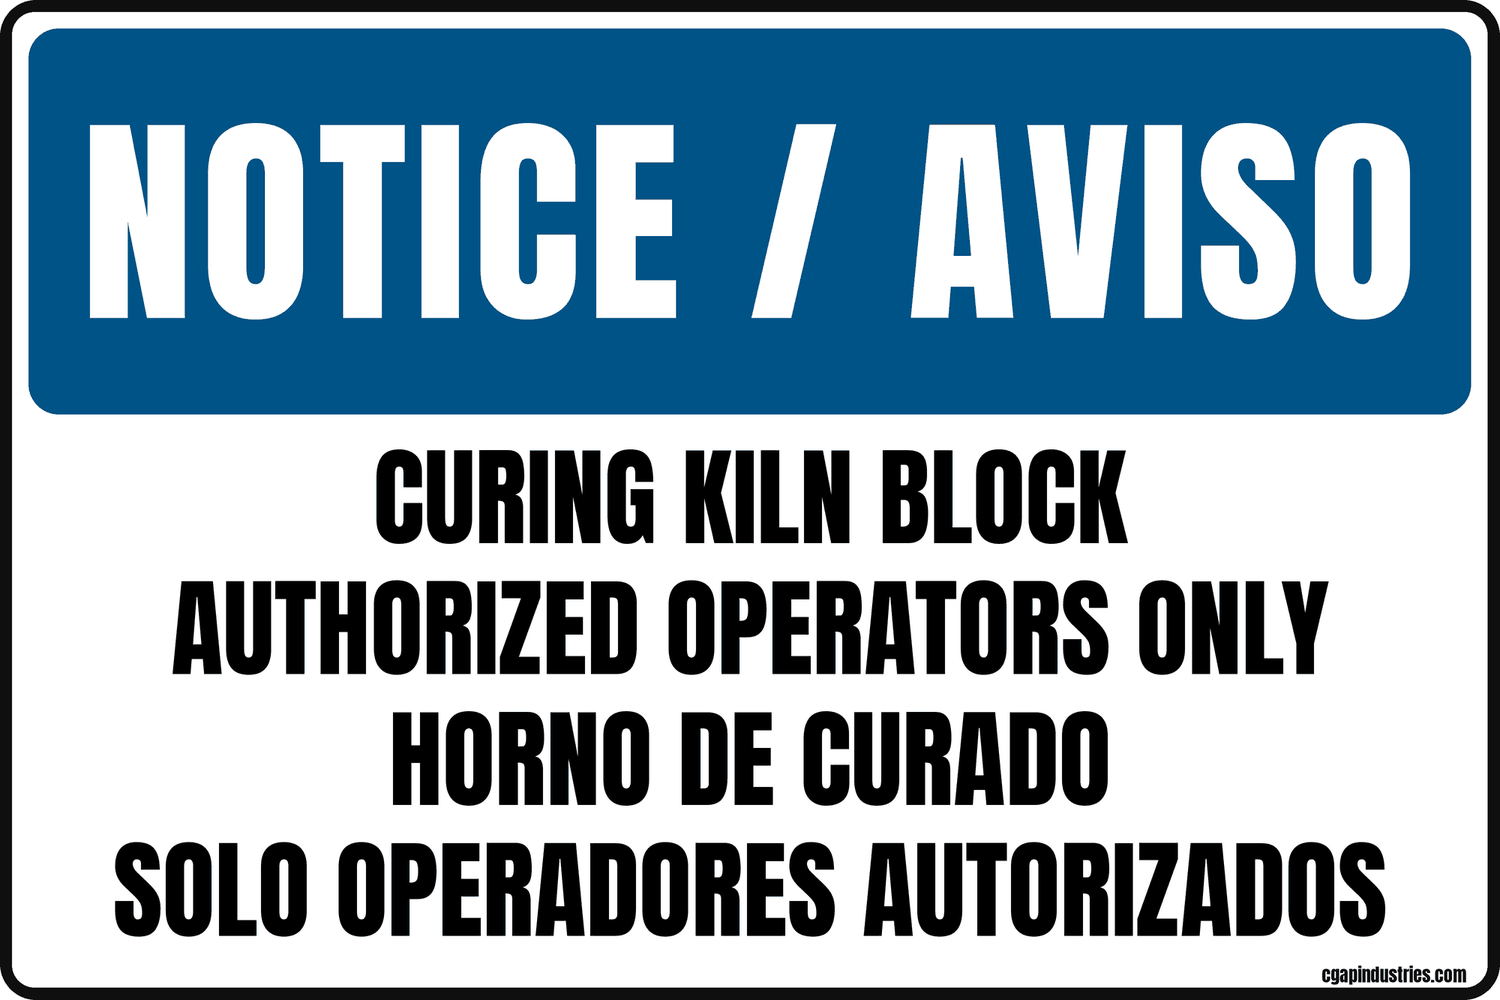 NOTICE / AVISO
CURING KILN BLOCK
AUTHORIZED OPERATORS ONLY
HORNO DE CURADO
SOLO OPERADORES AUTORIZADOS
cgapindustries.com